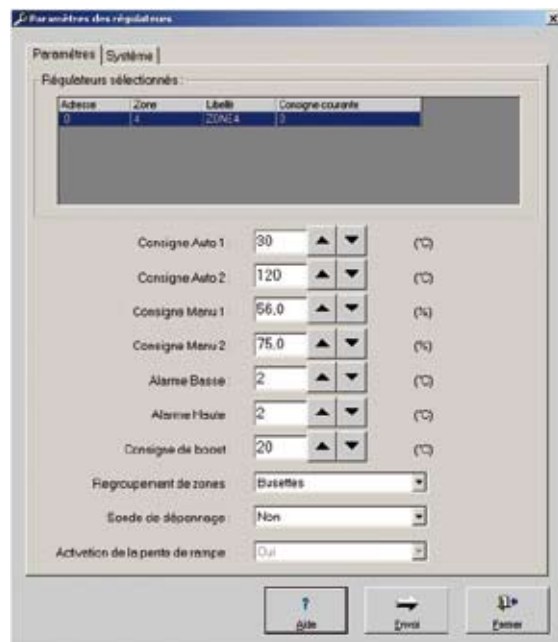 Paramètres des régulateurs
Paramètres Système
Régulateurs sélectionnés :
Adresse Zone Libellé Consigne courante
0 4 ZONE4 0
Consigne Auto 1 30 (°C)
Consigne Auto 2 120 (°C)
Consigne Manu 1 56,0 (%)
Consigne Manu 2 75,0 (%)
Alarme Basse 2 (°C)
Alarme Haute 2 (°C)
Consigne de boost 20 (°C)
Regroupement de zones Busettes
Sonde de dépannage Non
Activation de la pente de rampe Oui
? Aide Envoi Fermer